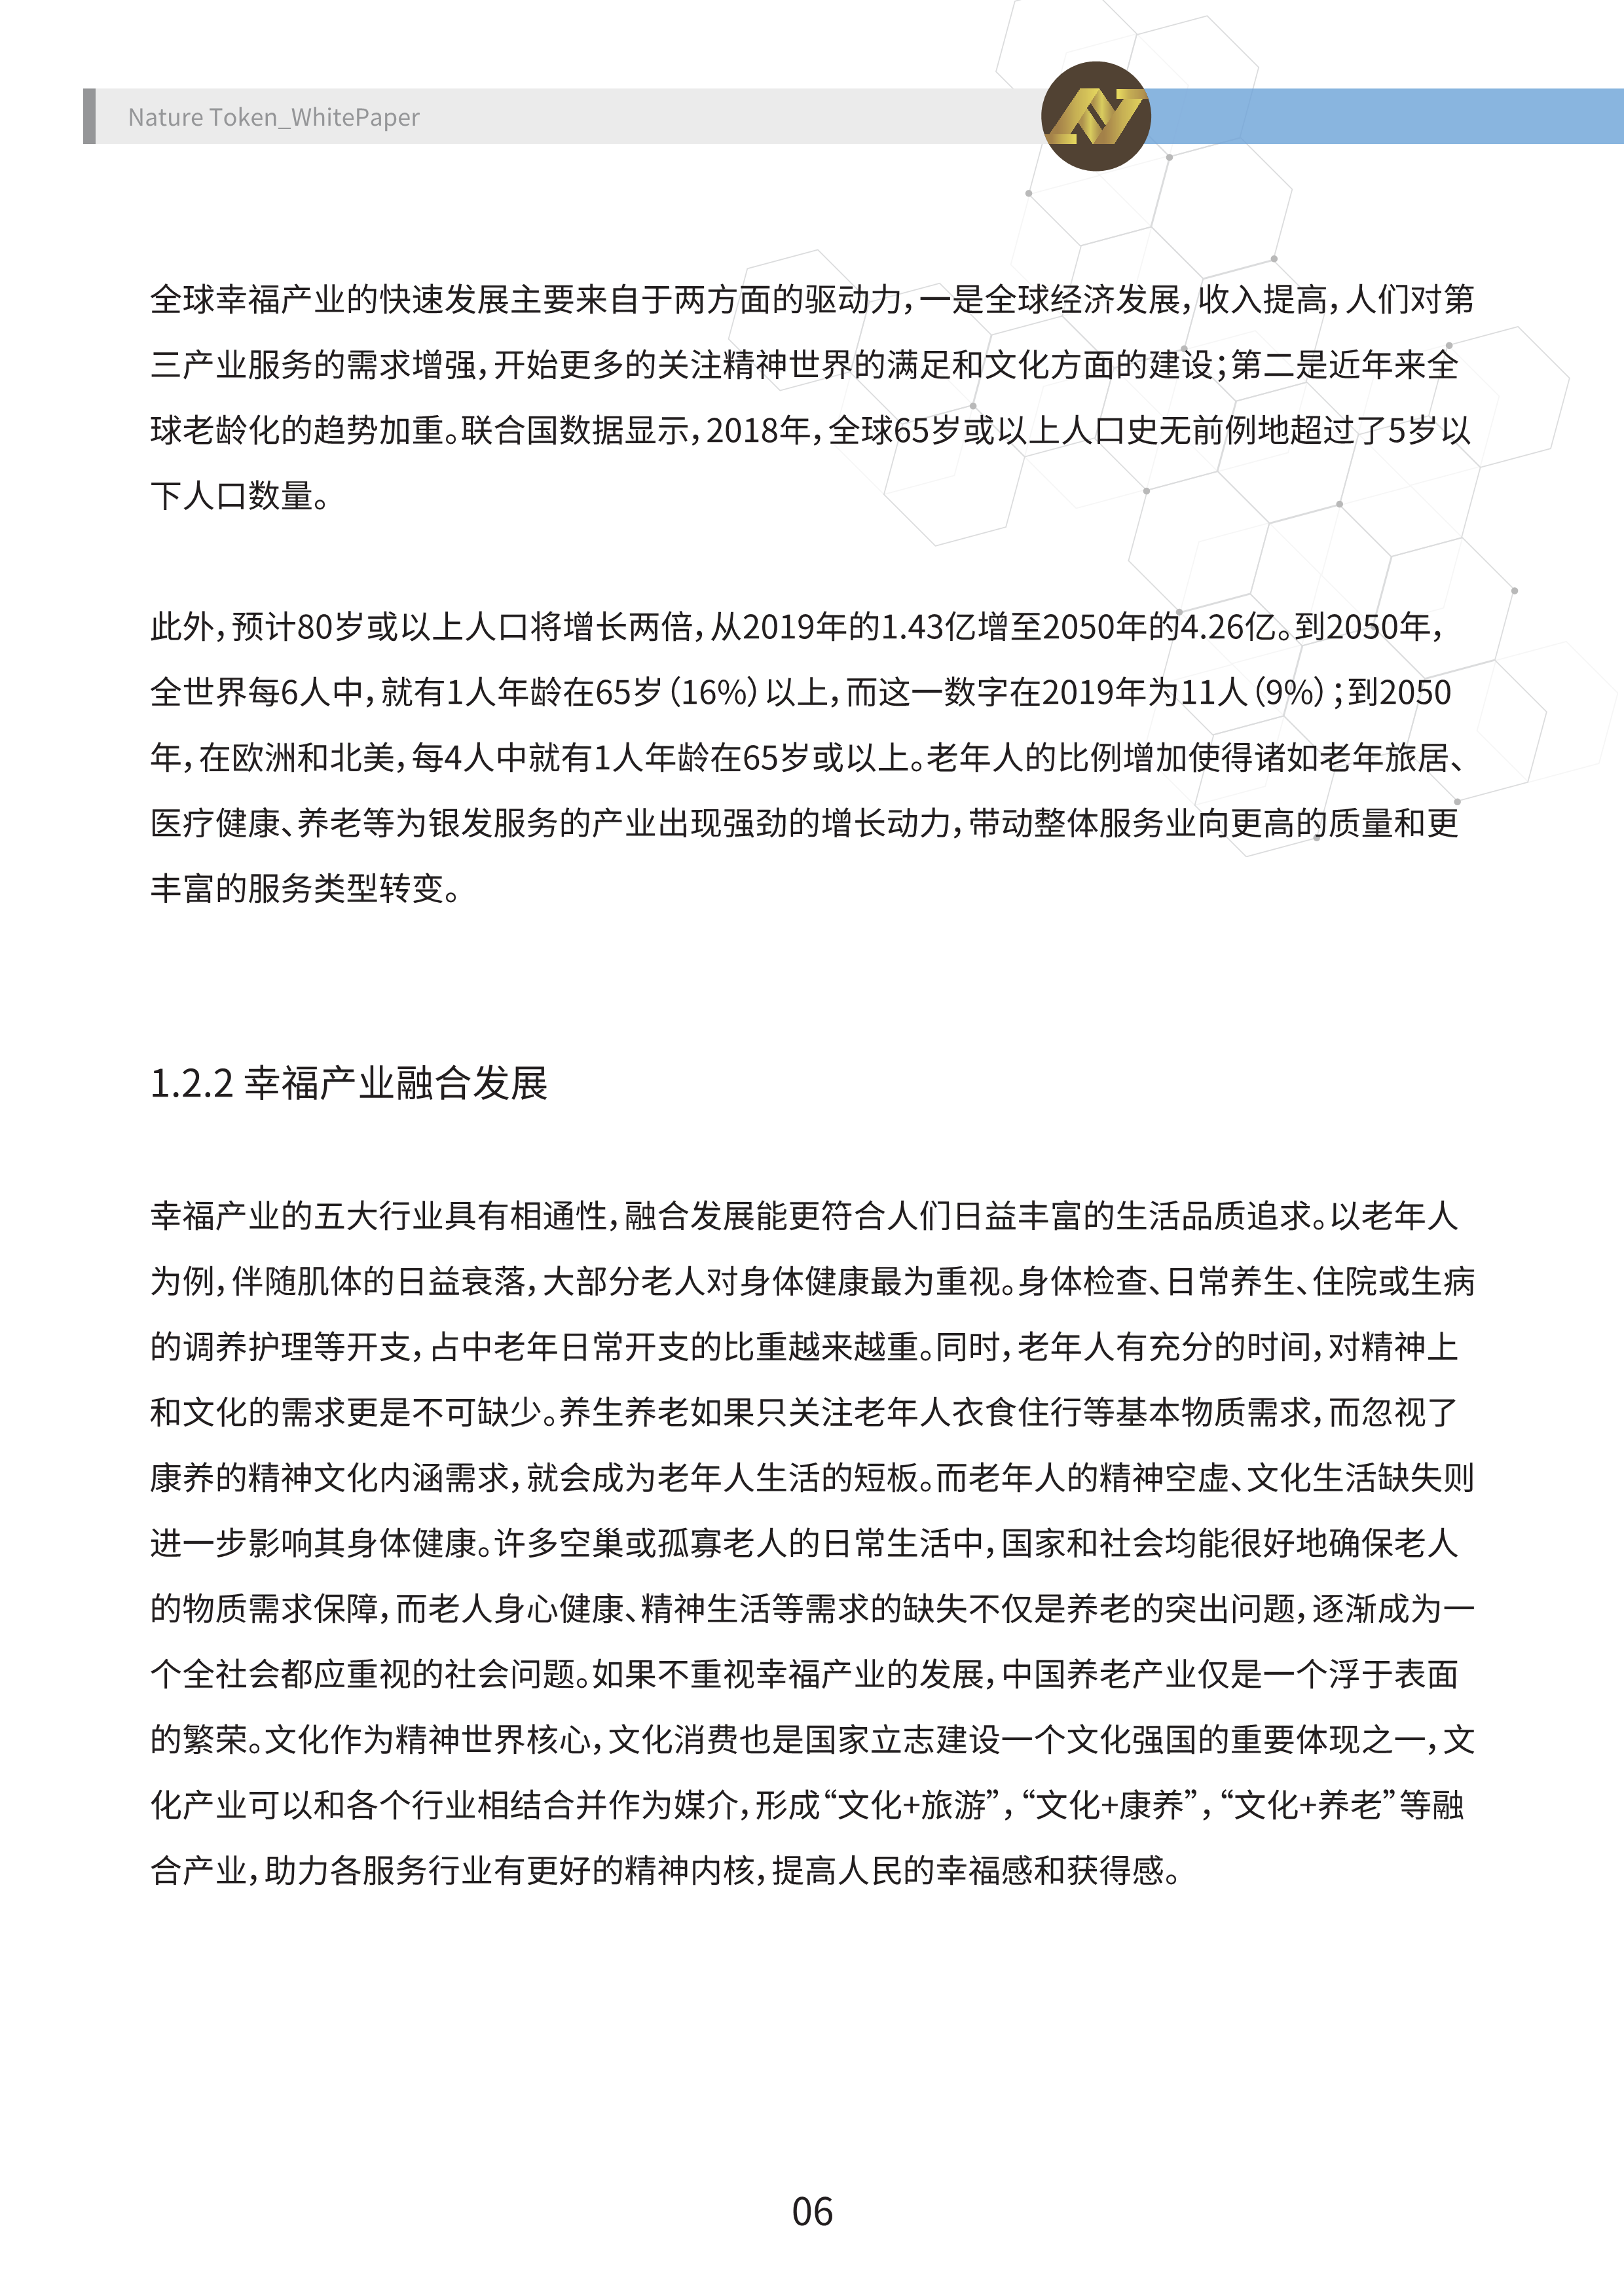 Nature Token_WhitePaper
全球幸福产业的快速发展主要来自于两方面的驱动力，一是全球经济发展，收入提高，人们对第
三产业服务的需求增强，开始更多的关注精神世界的满足和文化方面的建设；第二是近年来全
球老龄化的趋势加重。联合国数据显示，2018年，全球65岁或以上人口史无前例地超过了5岁以
下人口数量。
此外，预计80岁或以上人口将增长两倍，从2019年的1.43亿增至2050年的4.26亿。到2050年，
全世界每6人中，就有1人年龄在65岁（16%）以上，而这一数字在2019年为11人（9%）；到2050
年，在欧洲和北美，每4人中就有1人年龄在65岁或以上。老年人的比例增加使得诸如老年旅居、
医疗健康、养老等为银发服务的产业出现强劲的增长动力，带动整体服务业向更高的质量和更
丰富的服务类型转变。
1.2.2 幸福产业融合发展
幸福产业的五大行业具有相通性，融合发展能更符合人们日益丰富的生活品质追求。以老年人
为例，伴随肌体的日益衰落，大部分老人对身体健康最为重视。身体检查、日常养生、住院或生病
的调养护理等开支，占中老年日常开支的比重越来越重。同时，老年人有充分的时间，对精神上
和文化的需求更是不可缺少。养生养老如果只关注老年人衣食住行等基本物质需求，而忽视了
康养的精神文化内涵需求，就会成为老年人生活的短板。而老年人的精神空虚、文化生活缺失则
进一步影响其身体健康。许多空巢或孤寡老人的日常生活中，国家和社会均能很好地确保老人
的物质需求保障，而老人身心健康、精神生活等需求的缺失不仅是养老的突出问题，逐渐成为一
个全社会都应重视的社会问题。如果不重视幸福产业的发展，中国养老产业仅是一个浮于表面
的繁荣。文化作为精神世界核心，文化消费也是国家立志建设一个文化强国的重要体现之一，文
化产业可以和各个行业相结合并作为媒介，形成“文化+旅游”，“文化+康养”，“文化+养老”等融
合产业，助力各服务行业有更好的精神内核，提高人民的幸福感和获得感。
06